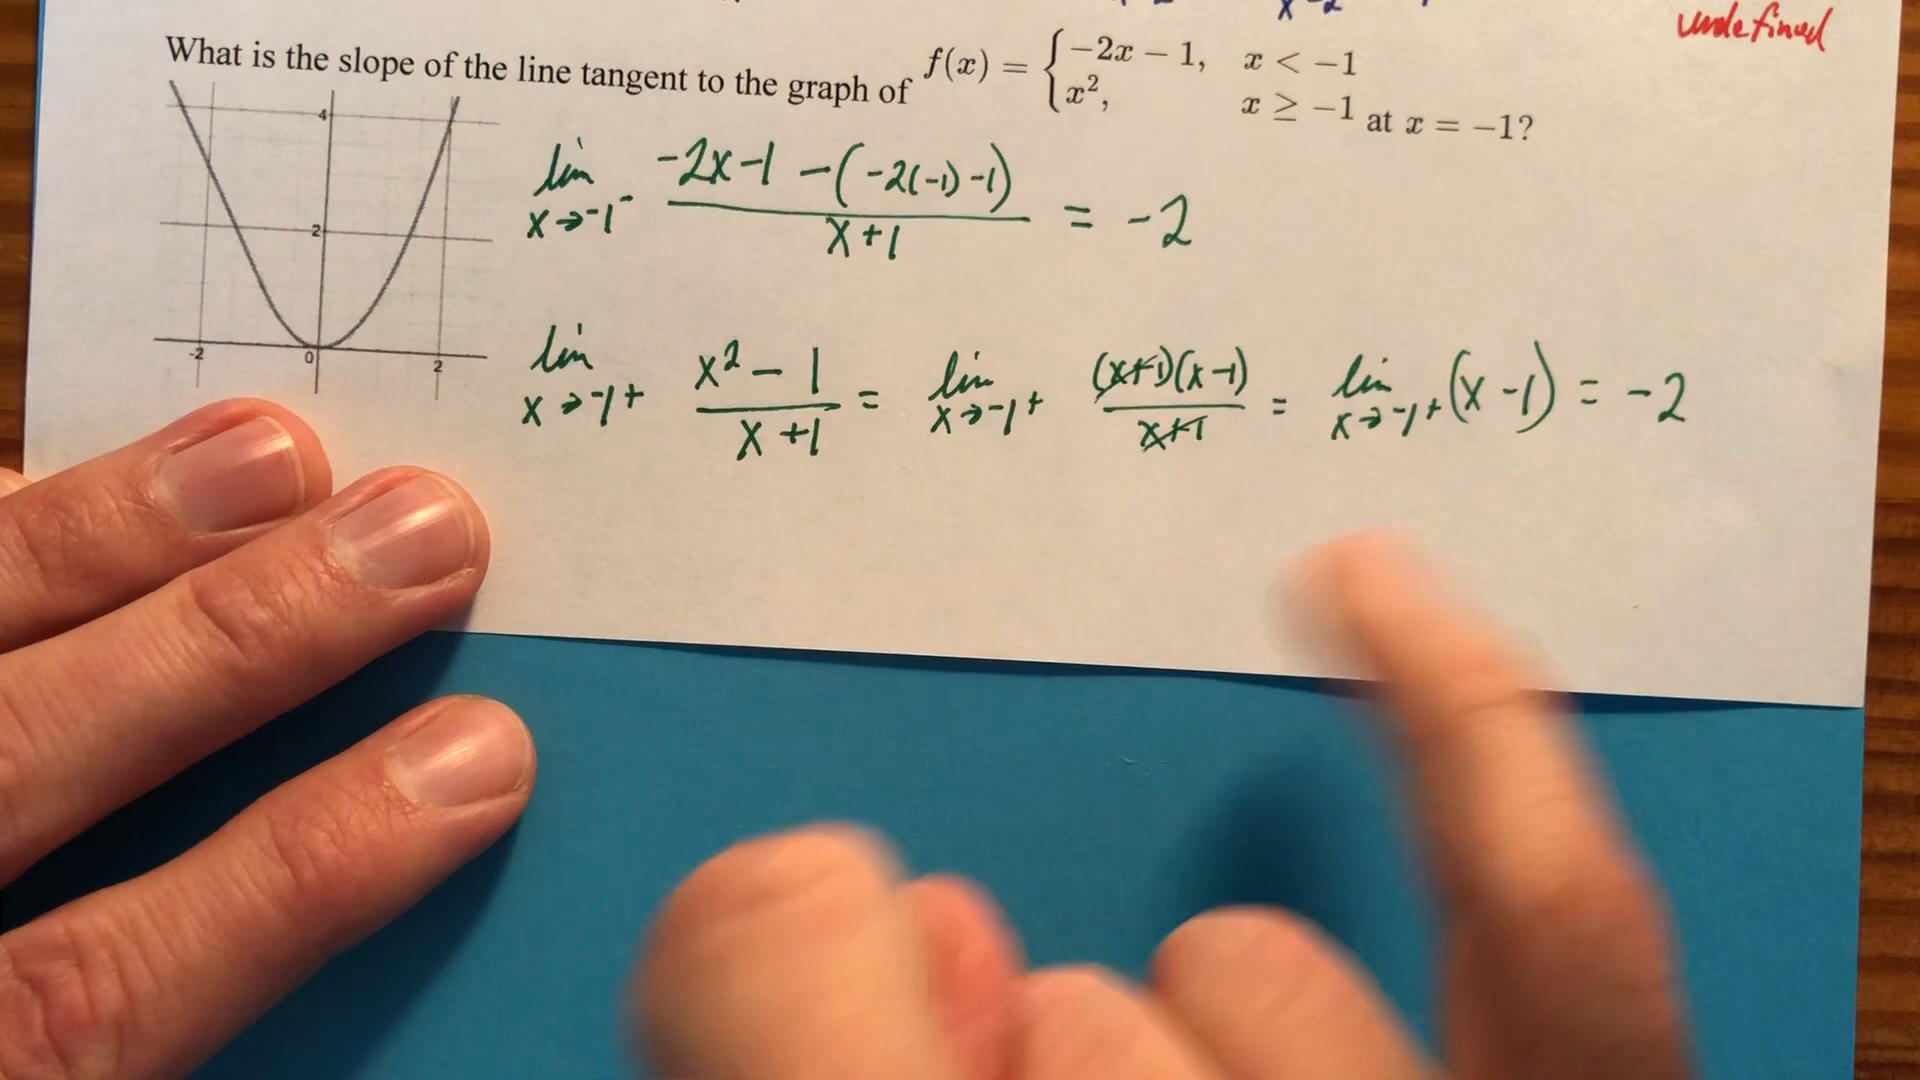 undefined
What is the slope of the line tangent to the graph of f(x) = { -2x - 1, x < -1
x², x ≥ -1 at x = -1?
4
2
-2 0 2
lim x→-1⁻ (-2x-1 -(-2(-1)-1))/(x+1) = -2
lim x→-1+ (x²-1)/(x+1) = lim x→-1+ ((x+1)(x-1))/(x+1) = lim x→-1+ (x-1) = -2